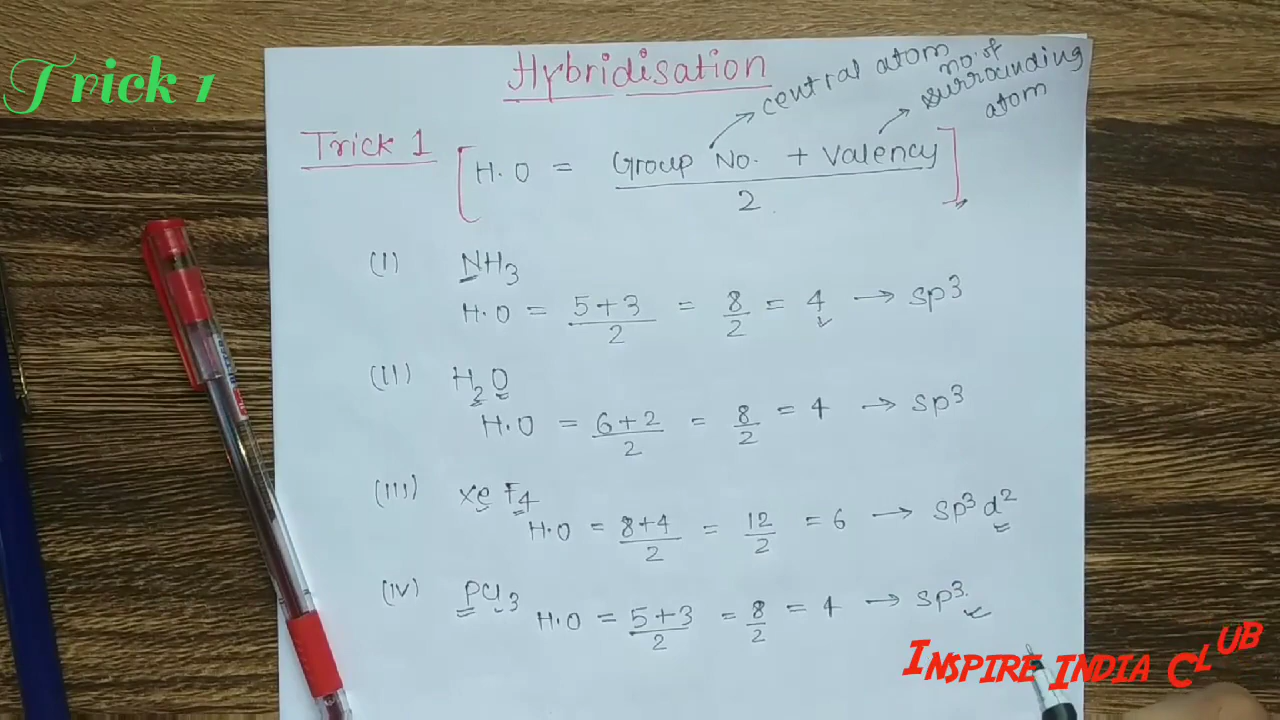 Trick 1
Hybridisation
central atom
no. of
surrounding
atom
Trick 1 [H.O = Group No. + Valency / 2]
(I) NH3
H.O = 5+3/2 = 8/2 = 4 → sp3
(II) H2O
H.O = 6+2/2 = 8/2 = 4 → sp3
(III) XeF4
H.O = 8+4/2 = 12/2 = 6 → sp3d2
(IV) PCl3
H.O = 5+3/2 = 8/2 = 4 → sp3.
INSPIRE INDIA CLUB